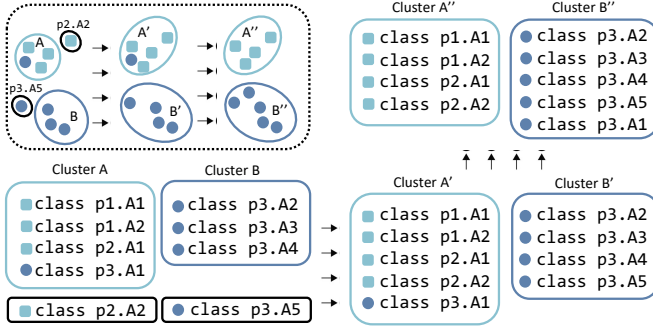 p2.A2
A
A'
A''
p3.A5
B
B'
B''
Cluster A''
class p1.A1
class p1.A2
class p2.A1
class p2.A2
Cluster B''
class p3.A2
class p3.A3
class p3.A4
class p3.A5
class p3.A1
Cluster A
class p1.A1
class p1.A2
class p2.A1
class p3.A1
class p2.A2
Cluster B
class p3.A2
class p3.A3
class p3.A4
class p3.A5
Cluster A'
class p1.A1
class p1.A2
class p2.A1
class p2.A2
class p3.A1
Cluster B'
class p3.A2
class p3.A3
class p3.A4
class p3.A5